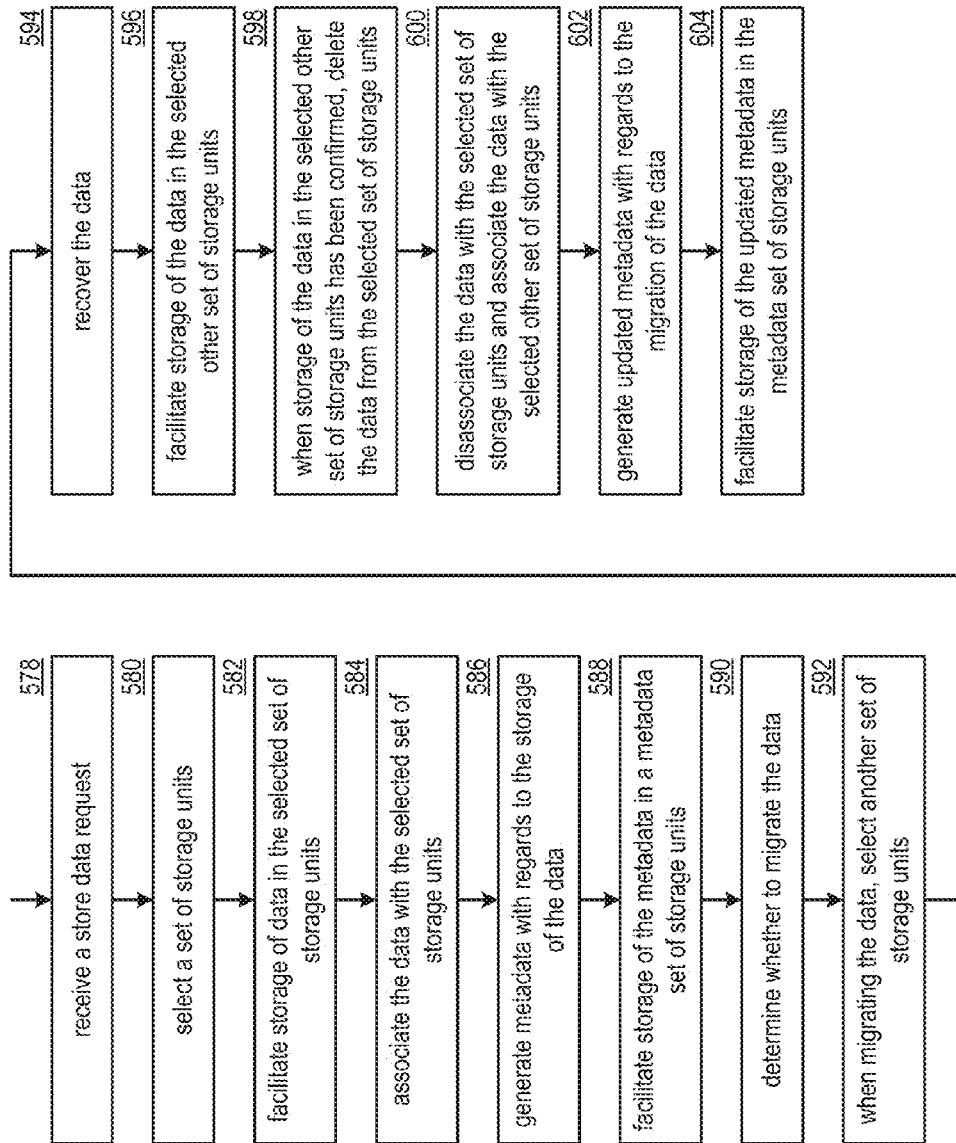 578
receive a store data request
580
select a set of storage units
582
facilitate storage of data in the selected set of
storage units
584
associate the data with the selected set of
storage units
586
generate metadata with regards to the storage
of the data
588
facilitate storage of the metadata in a metadata
set of storage units
590
determine whether to migrate the data
592
when migrating the data, select another set of
storage units
594
recover the data
596
facilitate storage of the data in the selected
other set of storage units
598
when storage of the data in the selected other
set of storage units has been confirmed, delete
the data from the selected set of storage units
600
disassociate the data with the selected set of
storage units and associate the data with the
selected other set of storage units
602
generate updated metadata with regards to the
migration of the data
604
facilitate storage of the updated metadata in the
metadata set of storage units